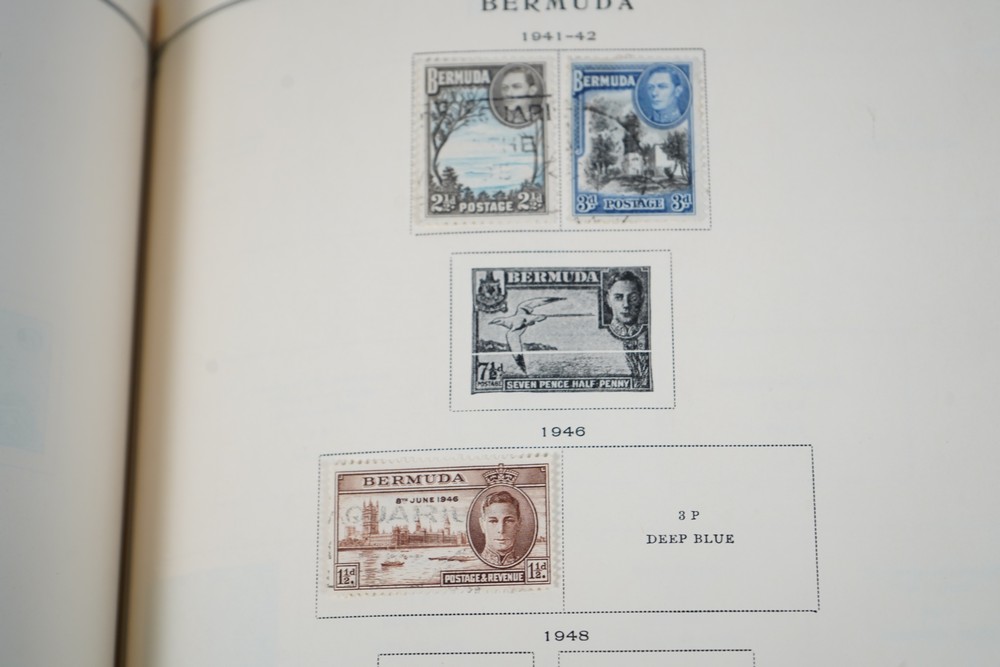 BERMUDA
1941-42
BERMUDA
2½d POSTAGE 2½d
BERMUDA
3d POSTAGE 3d
BERMUDA
7½d
POSTAGE
SEVEN PENCE HALF-PENNY
1946
BERMUDA
8TH JUNE 1946
QUARIU
1½d. POSTAGE & REVENUE 1½d.
3 P
DEEP BLUE
1948